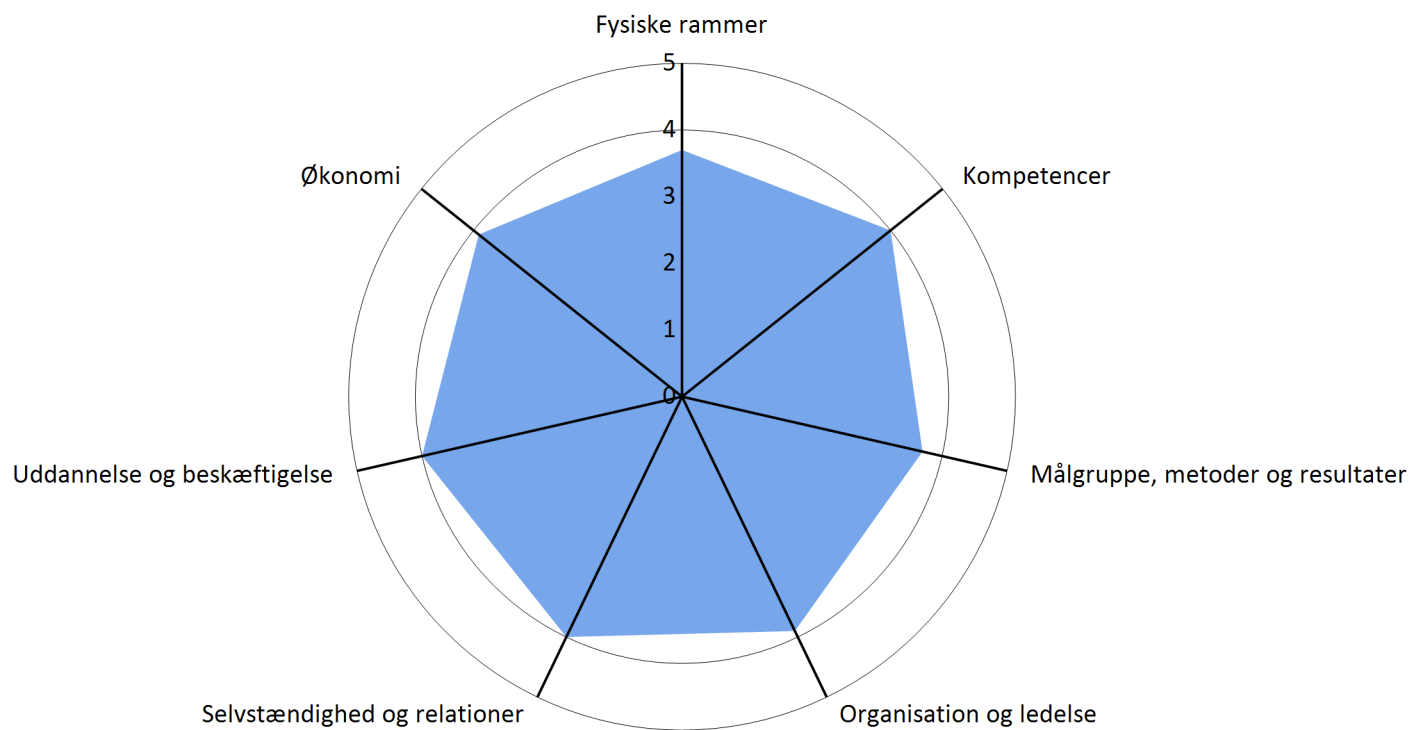 Fysiske rammer
5
4
Økonomi
Kompetencer
3
2
1
0
Uddannelse og beskæftigelse
Målgruppe, metoder og resultater
Selvstændighed og relationer
Organisation og ledelse